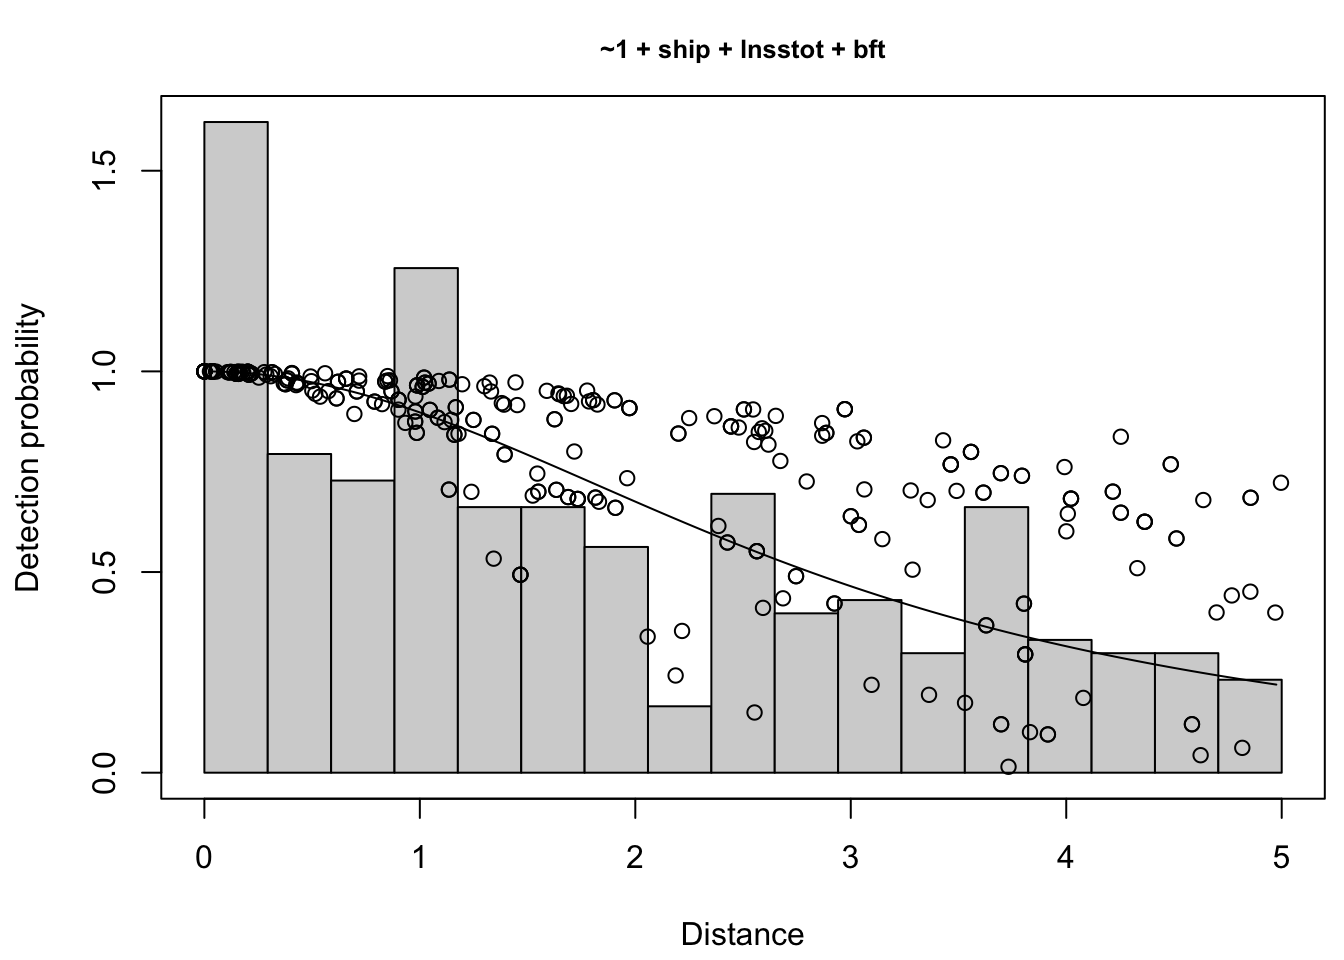 ~1 + ship + lnsstot + bft
Detection probability
1.5
1.0
0.5
0.0
0 1 2 3 4 5
Distance